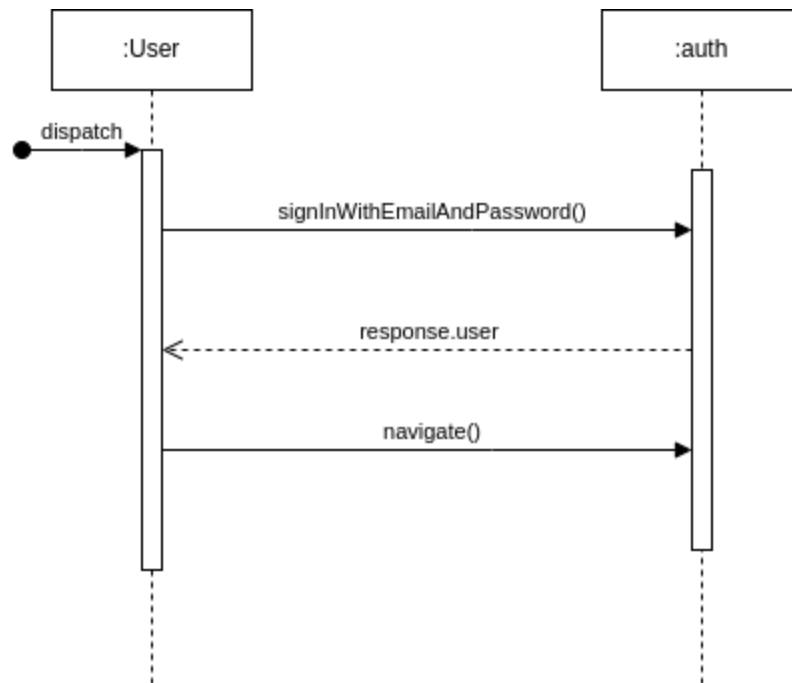 :User
:auth
dispatch
signInWithEmailAndPassword()
response.user
navigate()